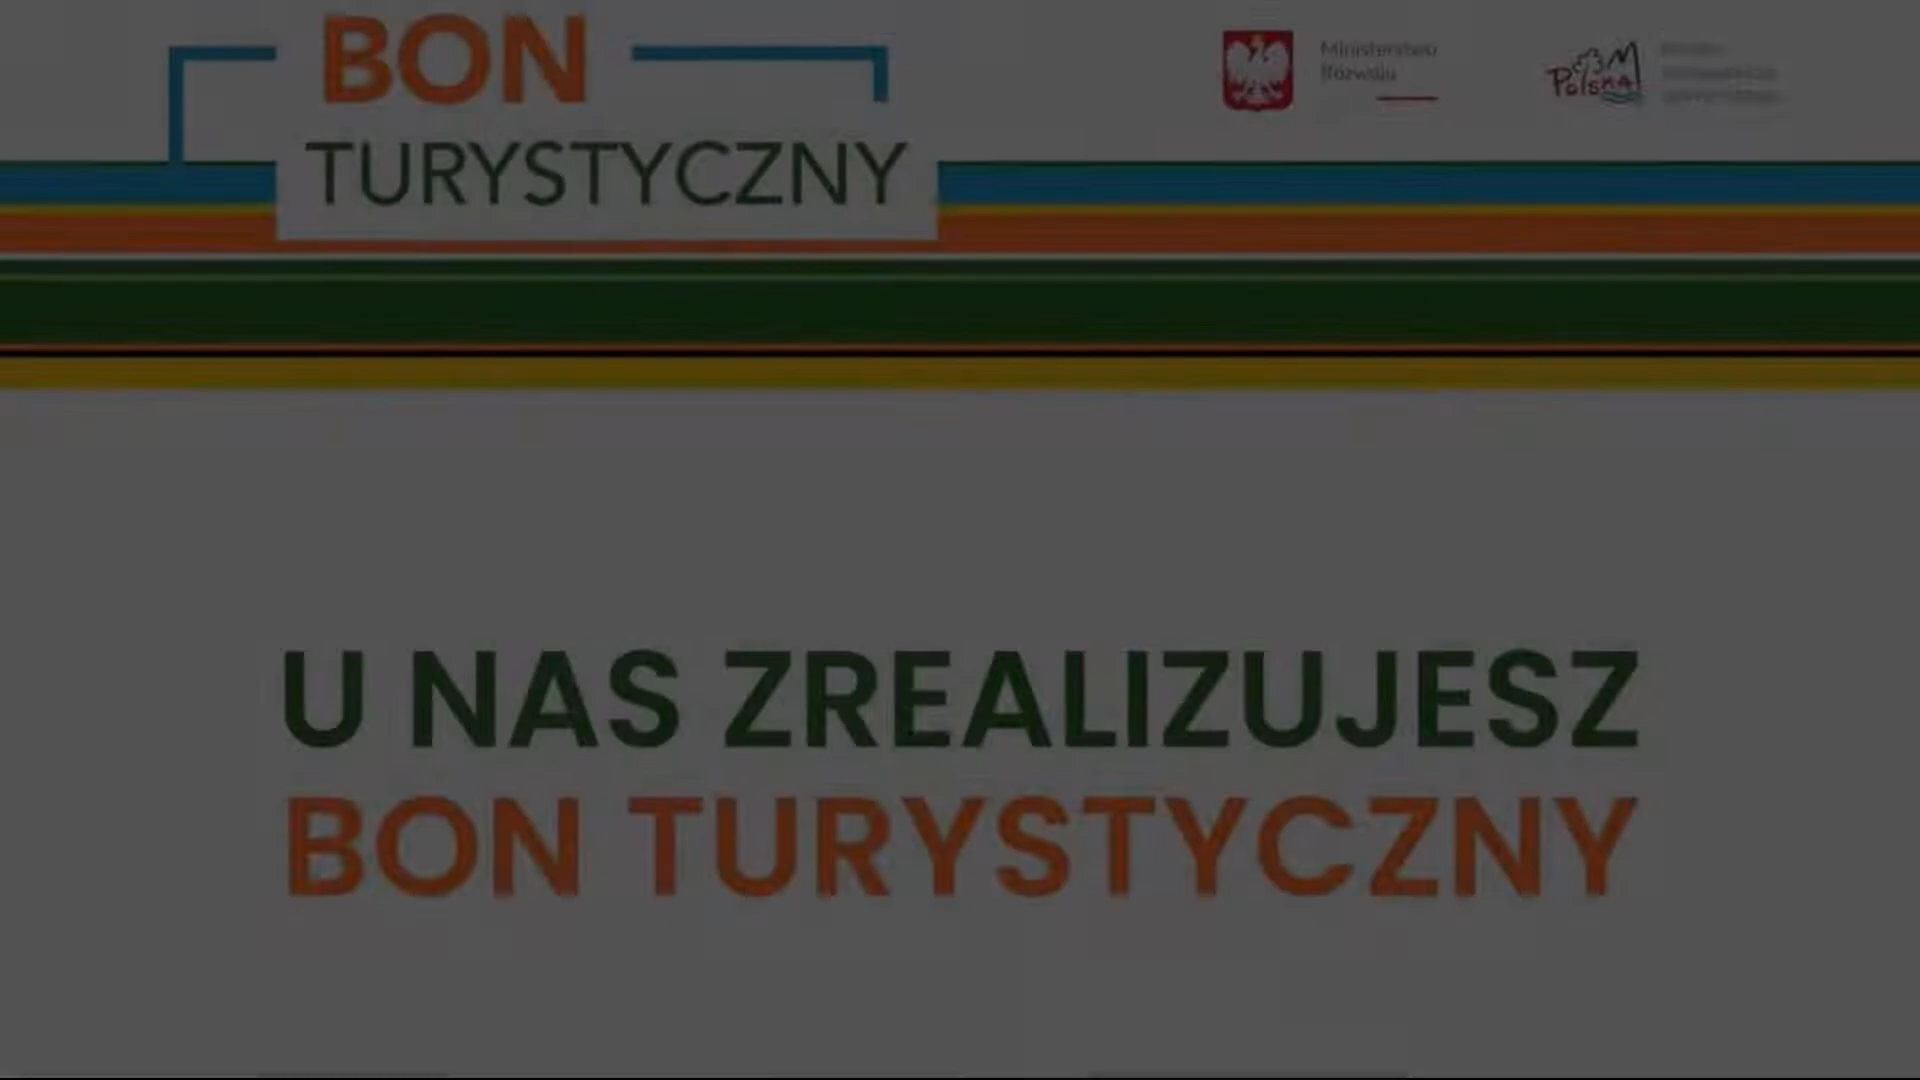 BON
TURYSTYCZNY
Ministerstwo
Rozwoju
Polska
U NAS ZREALIZUJESZ
BON TURYSTYCZNY